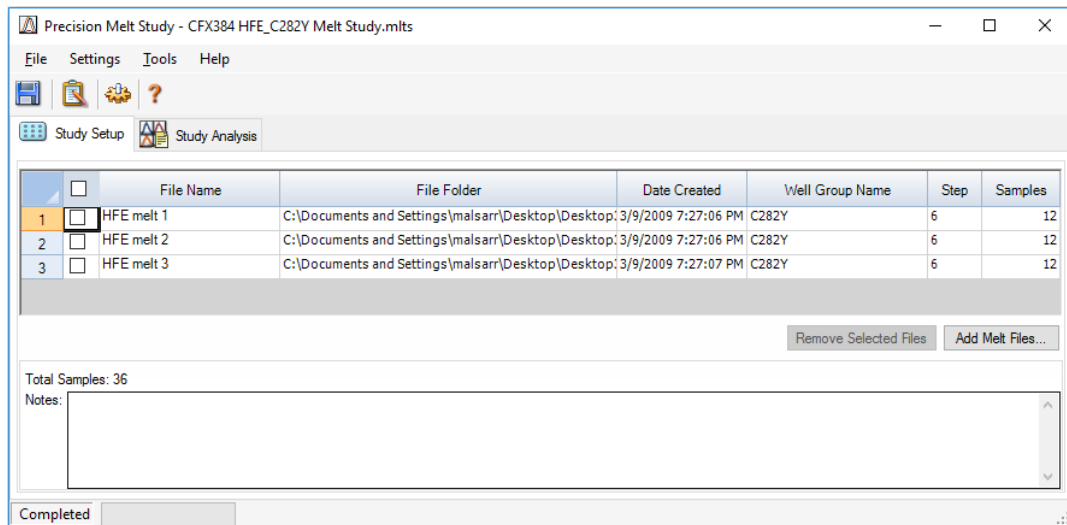 Precision Melt Study - CFX384 HFE_C282Y Melt Study.mlts
File Settings Tools Help
Study Setup Study Analysis
File Name File Folder Date Created Well Group Name Step Samples
1 HFE melt 1 C:\Documents and Settings\malsarr\Desktop\Desktop 3/9/2009 7:27:06 PM C282Y 6 12
2 HFE melt 2 C:\Documents and Settings\malsarr\Desktop\Desktop 3/9/2009 7:27:06 PM C282Y 6 12
3 HFE melt 3 C:\Documents and Settings\malsarr\Desktop\Desktop 3/9/2009 7:27:07 PM C282Y 6 12
Remove Selected Files Add Melt Files...
Total Samples: 36
Notes:
Completed